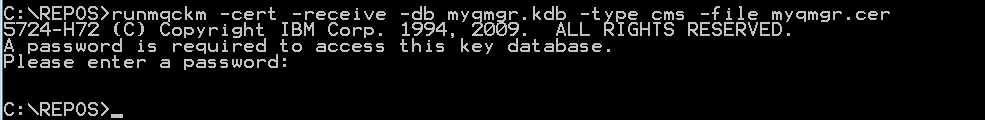 C:\REPOS>runmqckm -cert -receive -db myqmgr.kdb -type cms -file myqmgr.cer
5724-H72 (C) Copyright IBM Corp. 1994, 2009.  ALL RIGHTS RESERVED.
A password is required to access this key database.
Please enter a password:
C:\REPOS>_